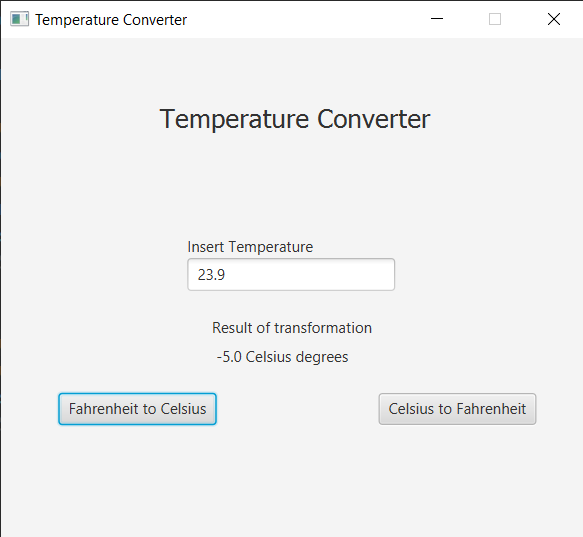 Temperature Converter
Temperature Converter
Insert Temperature
23.9
Result of transformation
-5.0 Celsius degrees
Fahrenheit to Celsius
Celsius to Fahrenheit